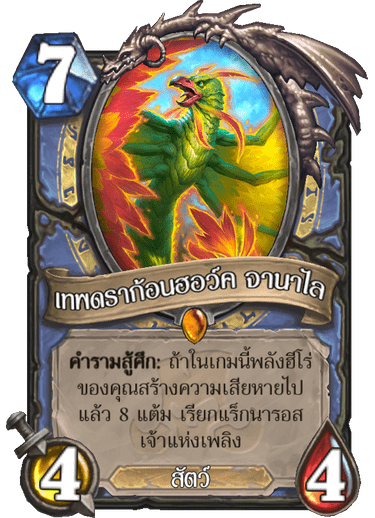 7
เทพดราก้อนฮอว์ค จานาไล
คำรามสู้ศึก: ถ้าในเกมนี้พลังฮีโร่
ของคุณสร้างความเสียหายไป
แล้ว 8 แต้ม เรียกแร็กนารอส
เจ้าแห่งเพลิง
4
สัตว์
4